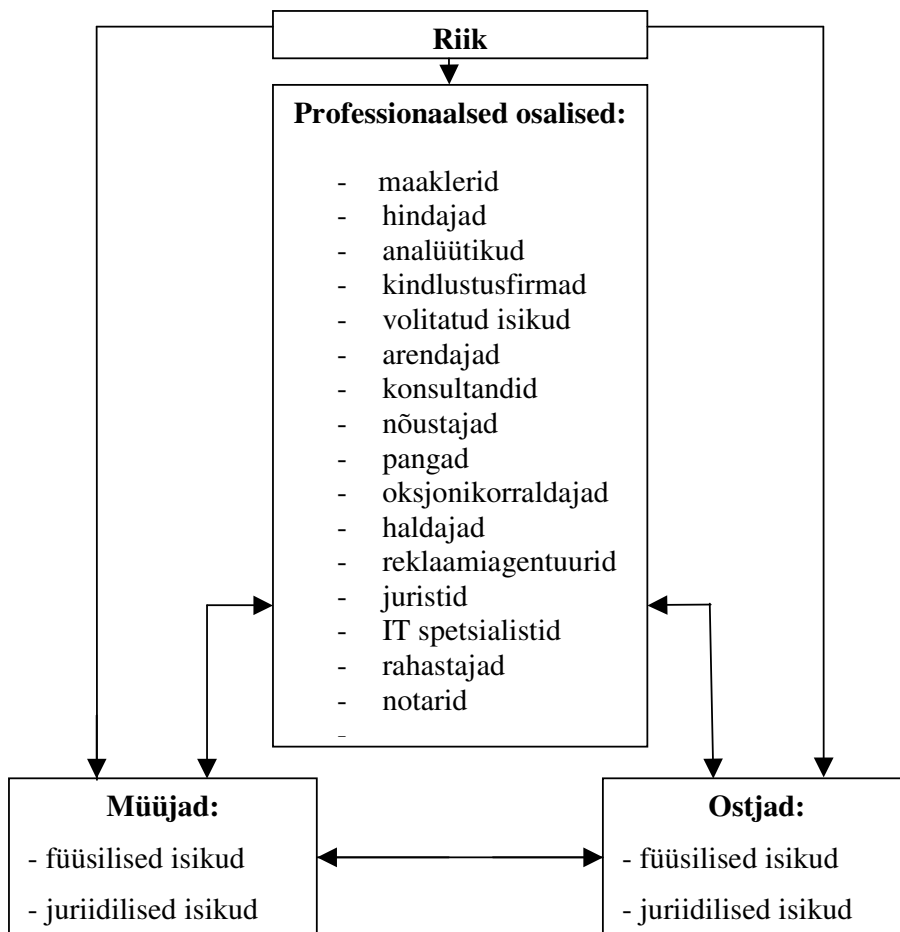 Riik
Professionaalsed osalised:
- maaklerid
- hindajad
- analüütikud
- kindlustusfirmad
- volitatud isikud
- arendajad
- konsultandid
- nõustajad
- pangad
- oksjonikorraldajad
- haldajad
- reklaamiagentuurid
- juristid
- IT spetsialistid
- rahastajad
- notarid
-
Müüjad:
- füüsilised isikud
- juriidilised isikud
Ostjad:
- füüsilised isikud
- juriidilised isikud